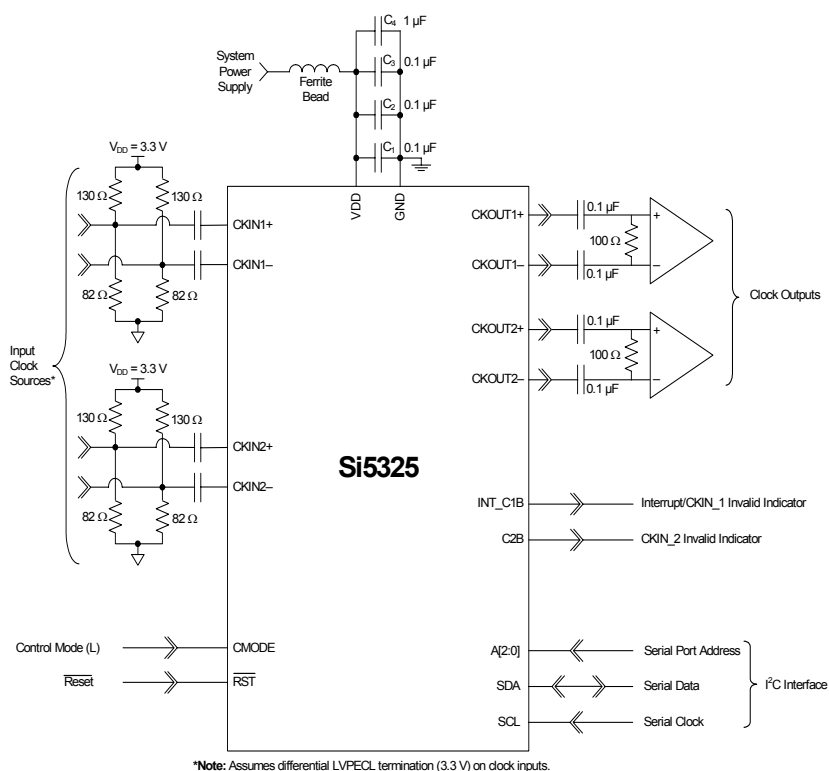 C4 1 µF
System
Power
Supply
Ferrite
Bead
C3 0.1 µF
C2 0.1 µF
C1 0.1 µF
VDD = 3.3 V
130 Ω 130 Ω
82 Ω 82 Ω
VDD GND
CKIN1+
CKIN1–
CKOUT1+
0.1 µF
100 Ω
+
–
CKOUT1–
0.1 µF
Clock Outputs
CKOUT2+
0.1 µF
100 Ω
+
–
CKOUT2–
0.1 µF
Input
Clock
Sources*
VDD = 3.3 V
130 Ω 130 Ω
CKIN2+
CKIN2–
82 Ω 82 Ω
Si5325
INT_C1B Interrupt/CKIN_1 Invalid Indicator
C2B CKIN_2 Invalid Indicator
Control Mode (L) CMODE
Reset RST
A[2:0] Serial Port Address
SDA Serial Data
SCL Serial Clock
I2C Interface
*Note: Assumes differential LVPECL termination (3.3 V) on clock inputs.